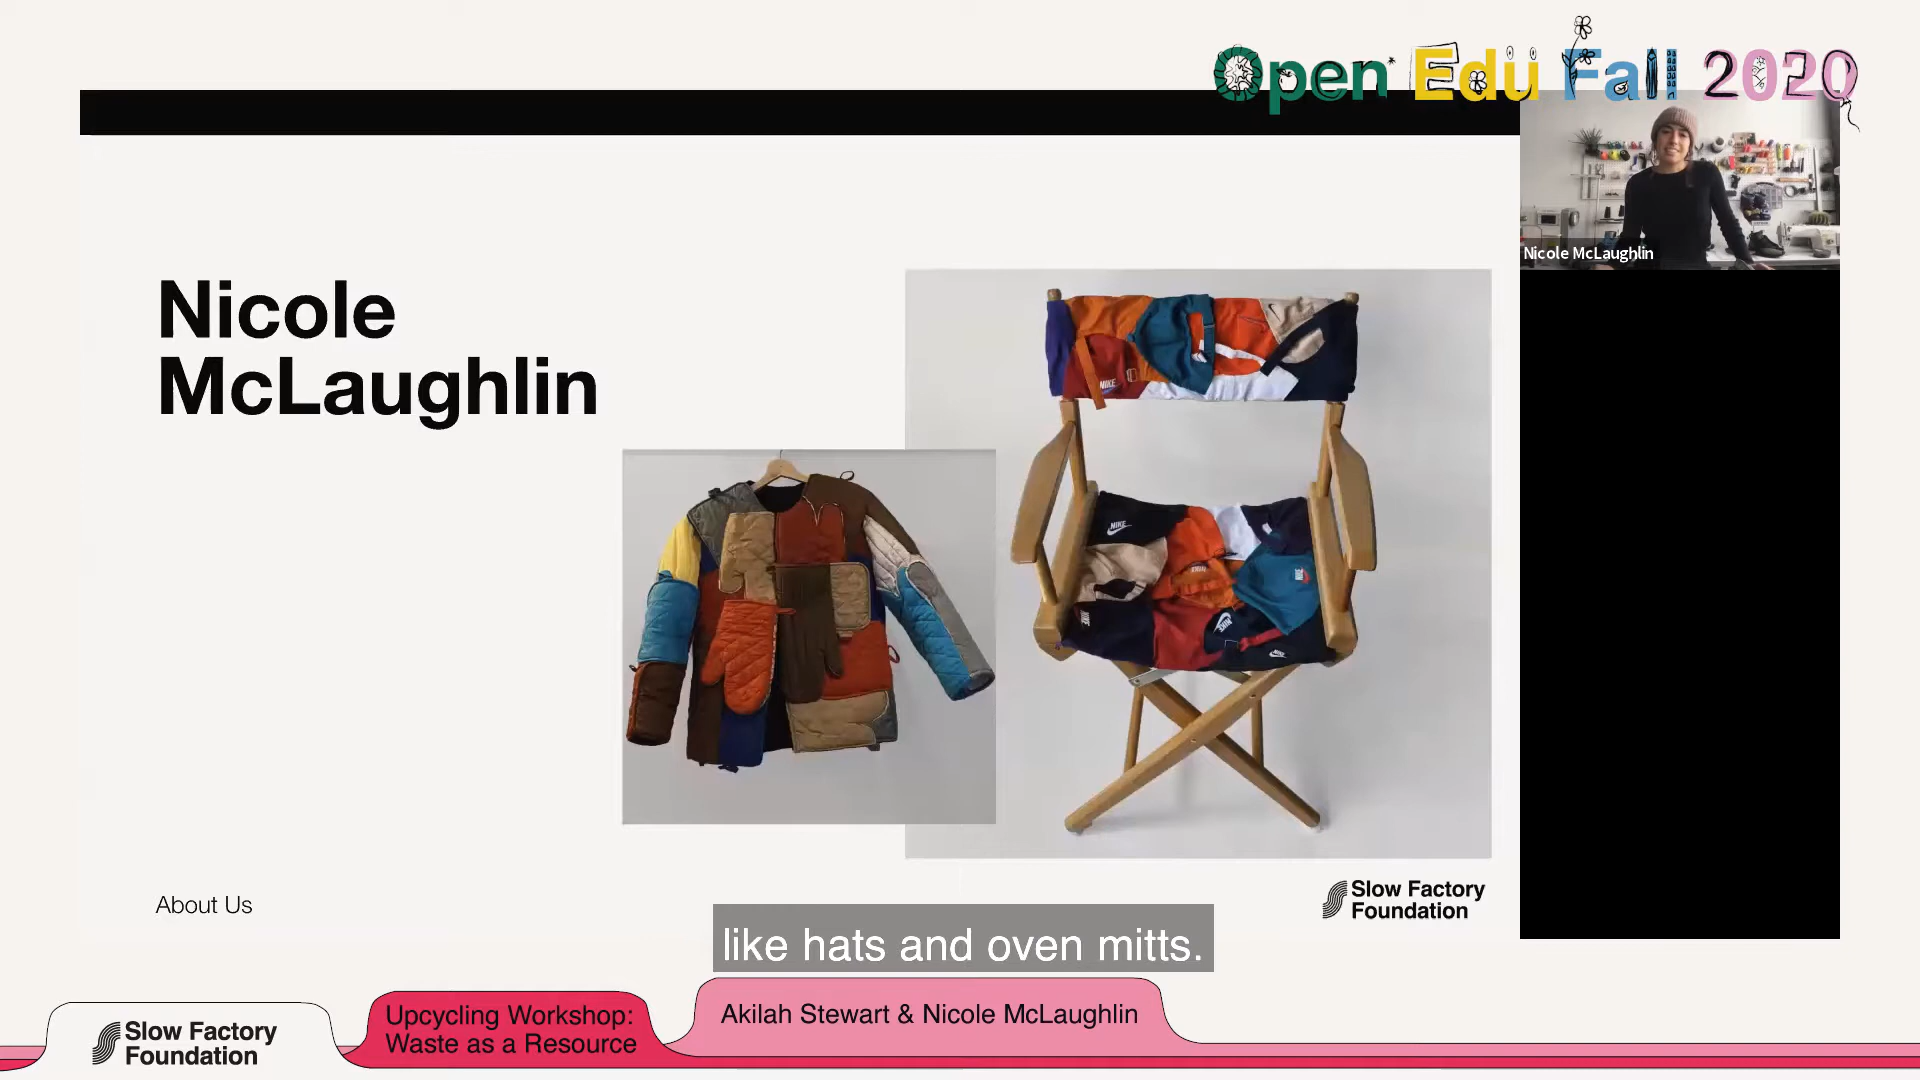 Open Edu Fall 2020
Nicole McLaughlin
Nicole
McLaughlin
NIKE
NIKE
About Us
Slow Factory
Foundation
like hats and oven mitts.
Slow Factory
Foundation
Upcycling Workshop:
Waste as a Resource
Akilah Stewart & Nicole McLaughlin